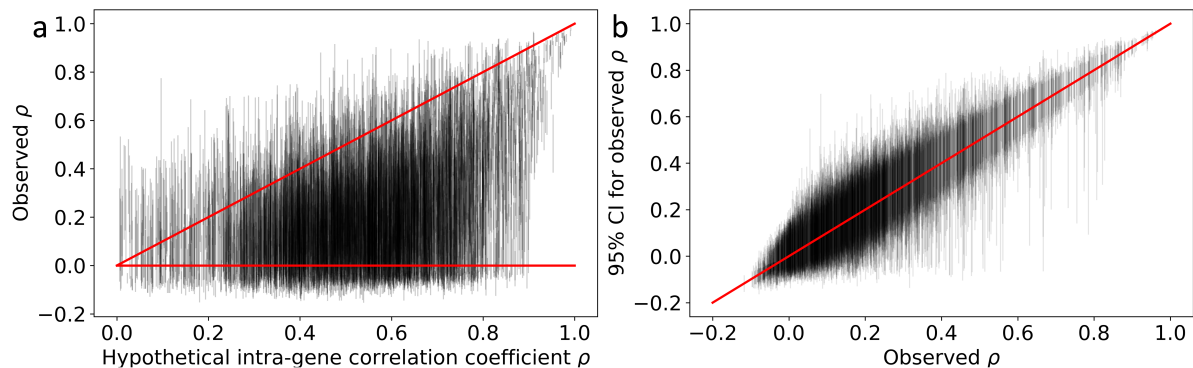 a
Observed ρ
1.0
0.8
0.6
0.4
0.2
0.0
−0.2
0.0 0.2 0.4 0.6 0.8 1.0
Hypothetical intra-gene correlation coefficient ρ
b
95% CI for observed ρ
1.0
0.8
0.6
0.4
0.2
0.0
−0.2
−0.2 0.0 0.2 0.4 0.6 0.8 1.0
Observed ρ